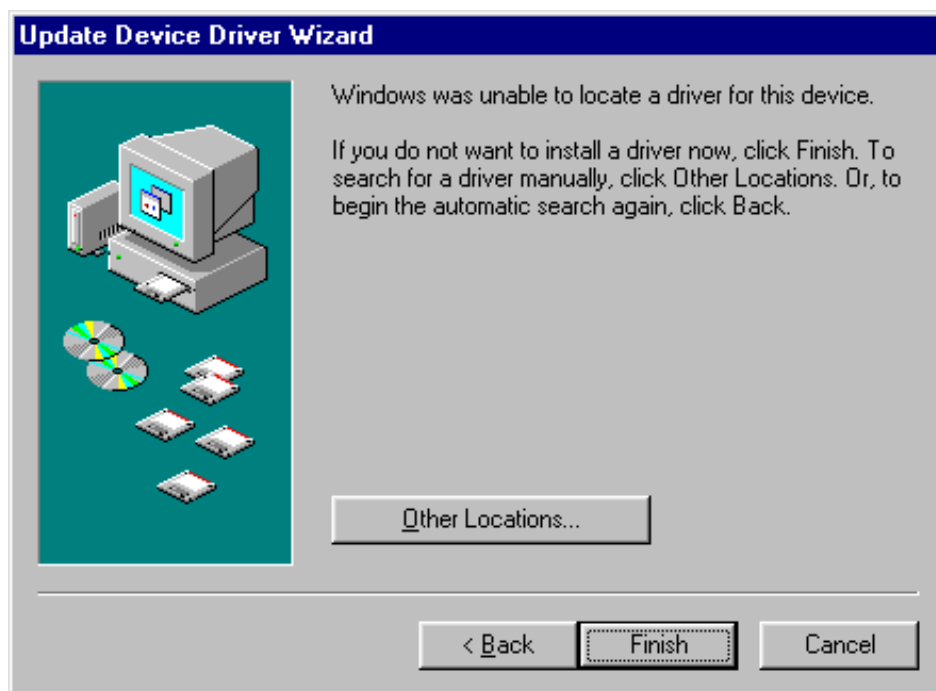 Update Device Driver Wizard
Windows was unable to locate a driver for this device.
If you do not want to install a driver now, click Finish. To
search for a driver manually, click Other Locations. Or, to
begin the automatic search again, click Back.
Other Locations...
< Back
Finish
Cancel